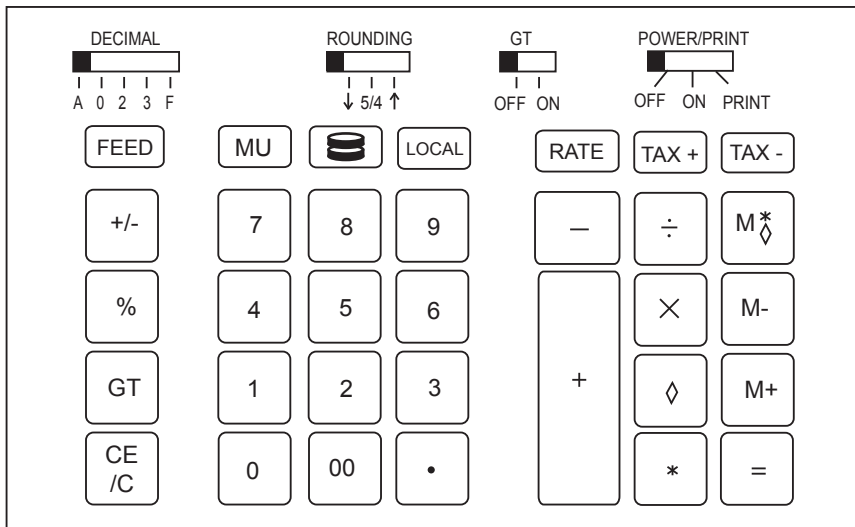 DECIMAL ROUNDING GT POWER/PRINT
A 0 2 3 F ↓ 5/4 ↑ OFF ON OFF ON PRINT
FEED MU LOCAL RATE TAX + TAX -
+/- 7 8 9 – ÷ M*◊
% 4 5 6 × M-
GT 1 2 3 + ◊ M+
CE
/C 0 00 • * =